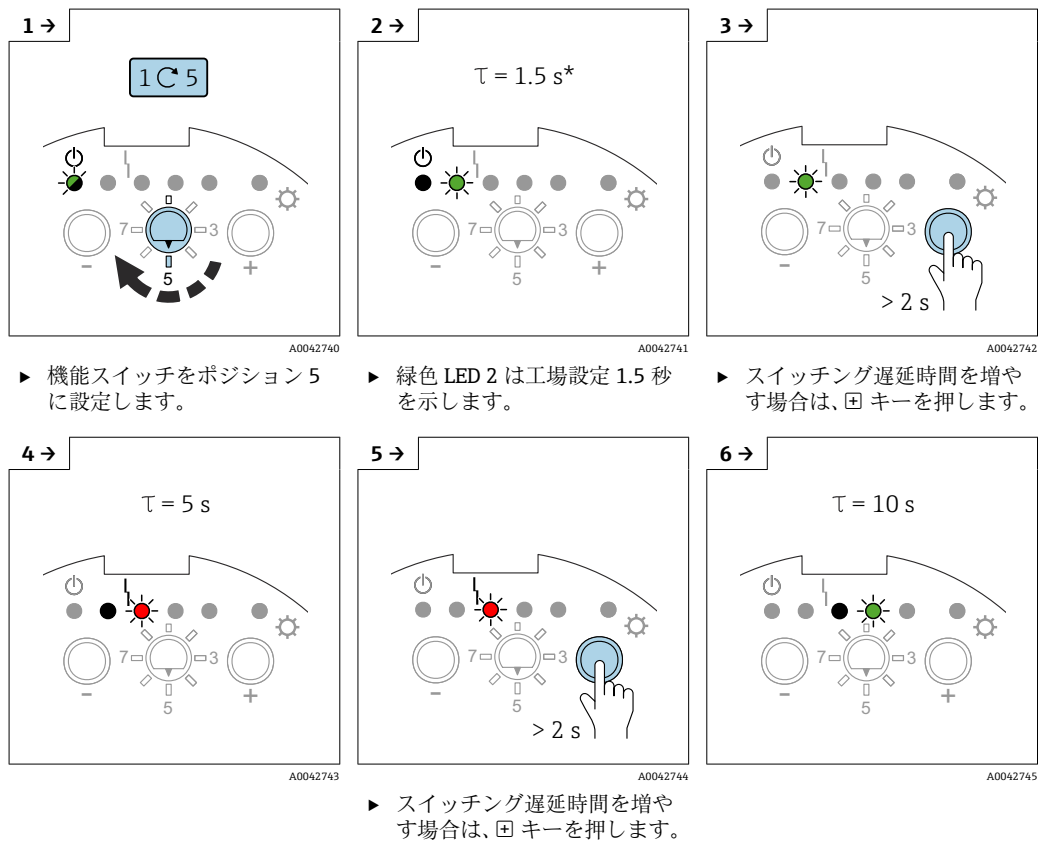 1 →
1 ↻ 5
7
3
5
−
+
A0042740
▶ 機能スイッチをポジション 5
に設定します。
2 →
τ = 1.5 s*
7
3
5
−
+
A0042741
▶ 緑色 LED 2 は工場設定 1.5 秒
を示します。
3 →
7
3
5
−
> 2 s
A0042742
▶ スイッチング遅延時間を増や
す場合は、⊞ キーを押します。
4 →
τ = 5 s
7
3
5
−
+
A0042743
5 →
7
3
5
−
> 2 s
A0042744
▶ スイッチング遅延時間を増や
す場合は、⊞ キーを押します。
6 →
τ = 10 s
7
3
5
−
+
A0042745